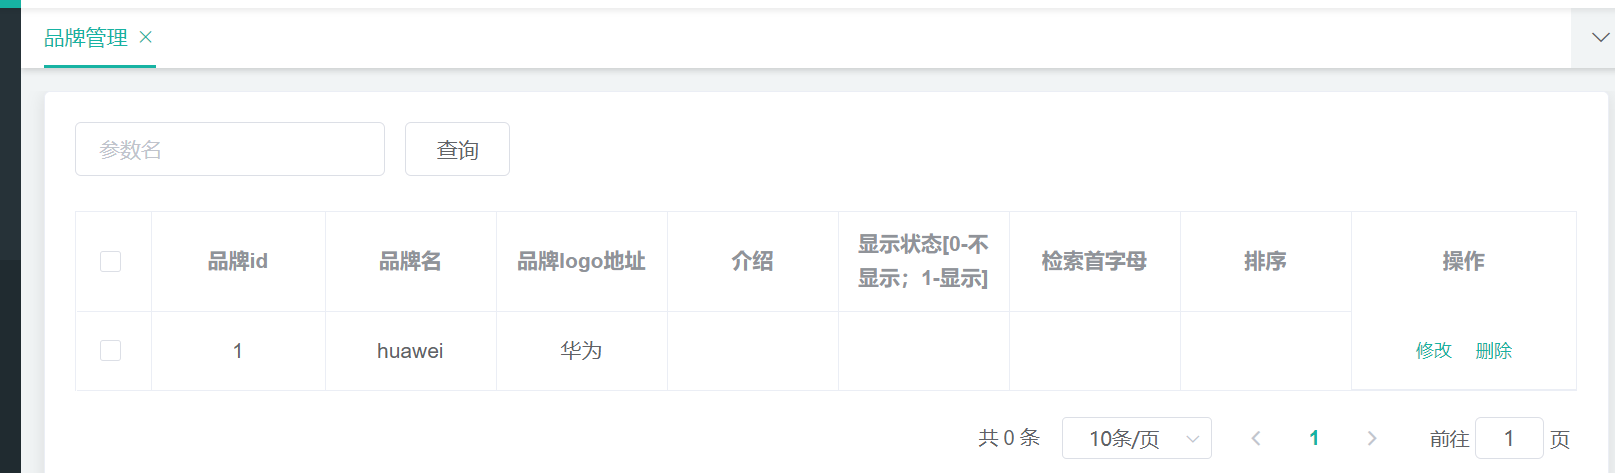 品牌管理
参数名
查询
品牌id
品牌名
品牌logo地址
介绍
显示状态[0-不
显示；1-显示]
检索首字母
排序
操作
1
huawei
华为
修改 删除
共 0 条
10条/页
1
前往 1 页